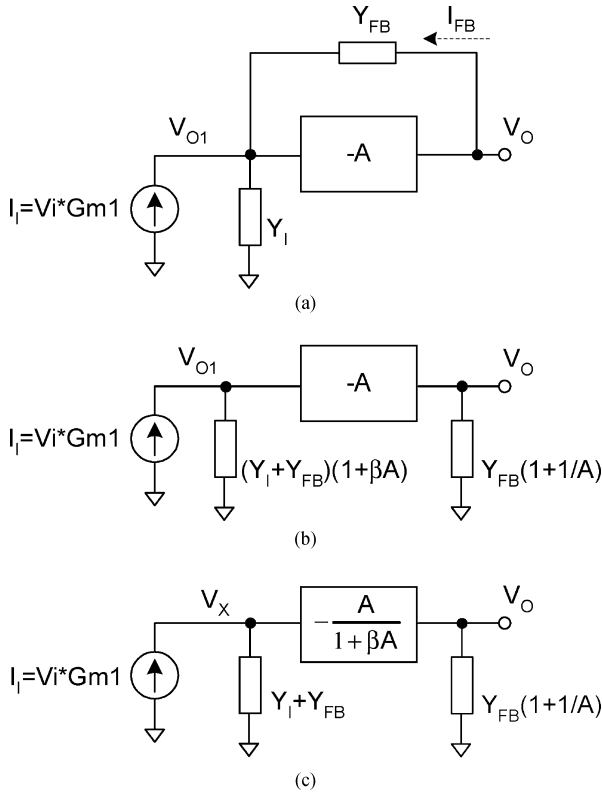 Y_FB I_FB
V_O1 -A V_O
I_I=Vi*Gm1 Y_I
(a)
V_O1 -A V_O
I_I=Vi*Gm1 (Y_I+Y_FB)(1+βA) Y_FB(1+1/A)
(b)
V_X -A/(1+βA) V_O
I_I=Vi*Gm1 Y_I+Y_FB Y_FB(1+1/A)
(c)